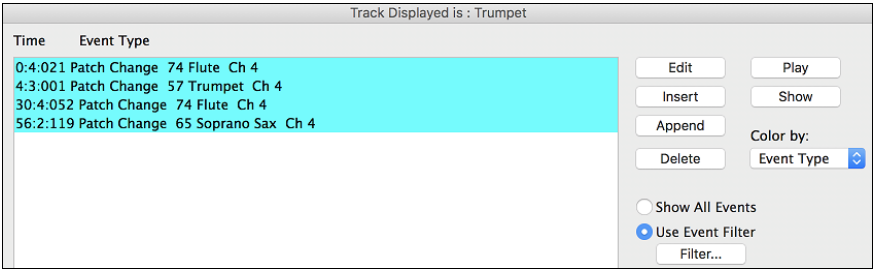 Track Displayed is : Trumpet
Time Event Type
0:4:021 Patch Change 74 Flute Ch 4
4:3:001 Patch Change 57 Trumpet Ch 4
30:4:052 Patch Change 74 Flute Ch 4
56:2:119 Patch Change 65 Soprano Sax Ch 4
Edit Play
Insert Show
Append
Color by:
Delete Event Type
Show All Events
Use Event Filter
Filter...